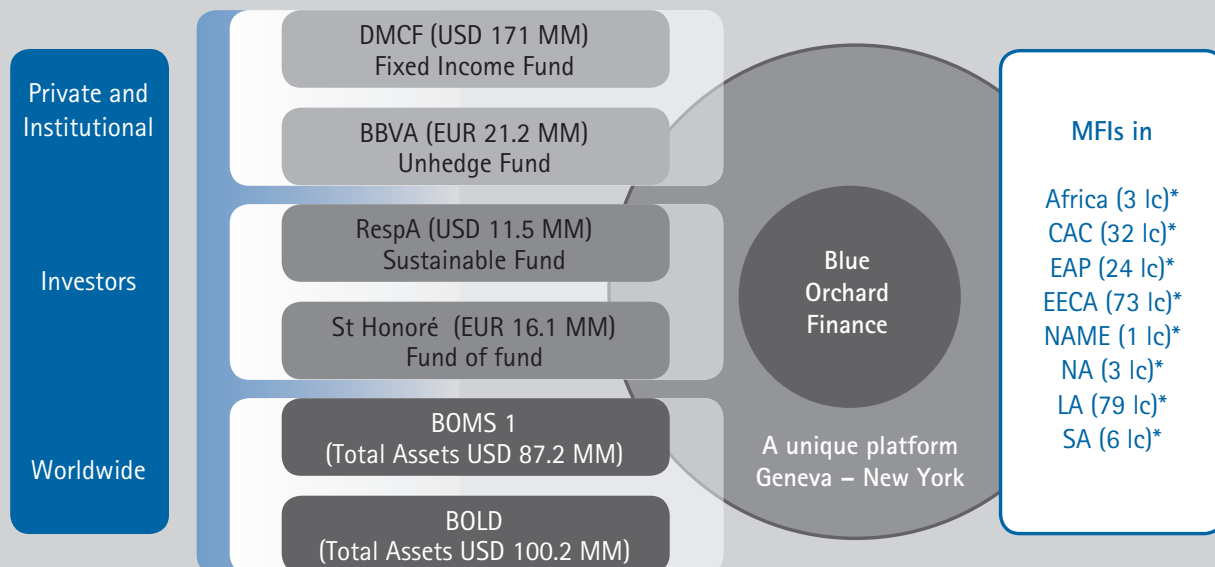 Private and
Institutional
Investors
Worldwide
DMCF (USD 171 MM)
Fixed Income Fund
BBVA (EUR 21.2 MM)
Unhedge Fund
RespA (USD 11.5 MM)
Sustainable Fund
St Honoré (EUR 16.1 MM)
Fund of fund
BOMS 1
(Total Assets USD 87.2 MM)
BOLD
(Total Assets USD 100.2 MM)
Blue
Orchard
Finance
A unique platform
Geneva – New York
MFIs in
Africa (3 lc)*
CAC (32 lc)*
EAP (24 lc)*
EECA (73 lc)*
NAME (1 lc)*
NA (3 lc)*
LA (79 lc)*
SA (6 lc)*